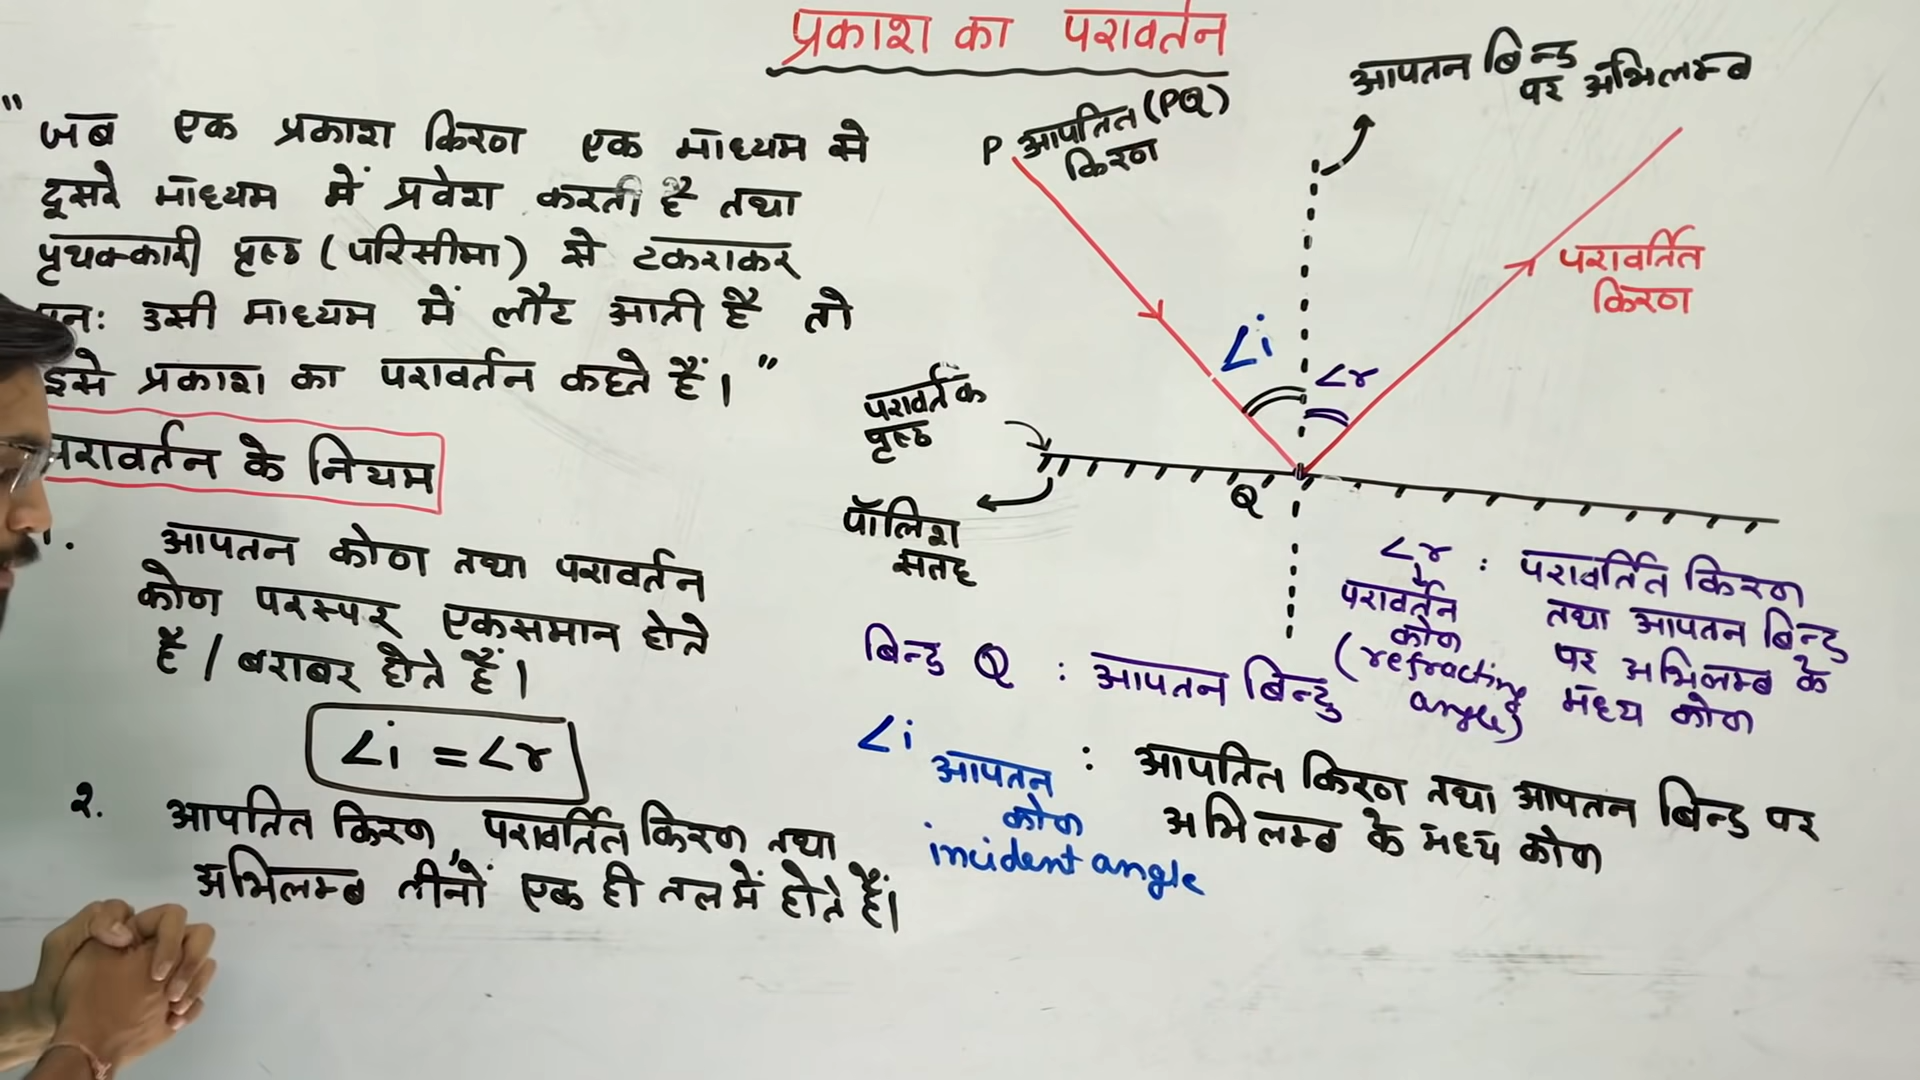 प्रकाश का परावर्तन
" जब एक प्रकाश किरण एक माध्यम से
दूसरे माध्यम में प्रवेश करती है तथा
पृथक्कारी पृष्ठ (परिसीमा) से टकराकर
पुनः उसी माध्यम में लौट आती है तो
इसे प्रकाश का परावर्तन कहते हैं। "
परावर्तन के नियम
1. आपतन कोण तथा परावर्तन
कोण परस्पर एकसमान होते
है / बराबर होते हैं।
∠i = ∠r
२. आपतित किरण, परावर्तित किरण तथा
अभिलम्ब तीनों एक ही तल में होते हैं।
P आपतित (PQ)
किरण
आपतन बिन्दु
पर अभिलम्ब
परावर्तित
किरण
∠i
∠r
परावर्तक
पृष्ठ
पॉलिश
सतह
Q
∠r : परावर्तित किरण
तथा आपतन बिन्दु
पर अभिलम्ब के
मध्य कोण
परावर्तन
कोण
(refracting
angle)
बिन्दु Q : आपतन बिन्दु
∠i
आपतन
कोण
incident angle
: आपतित किरण तथा आपतन बिन्दु पर
अभिलम्ब के मध्य कोण